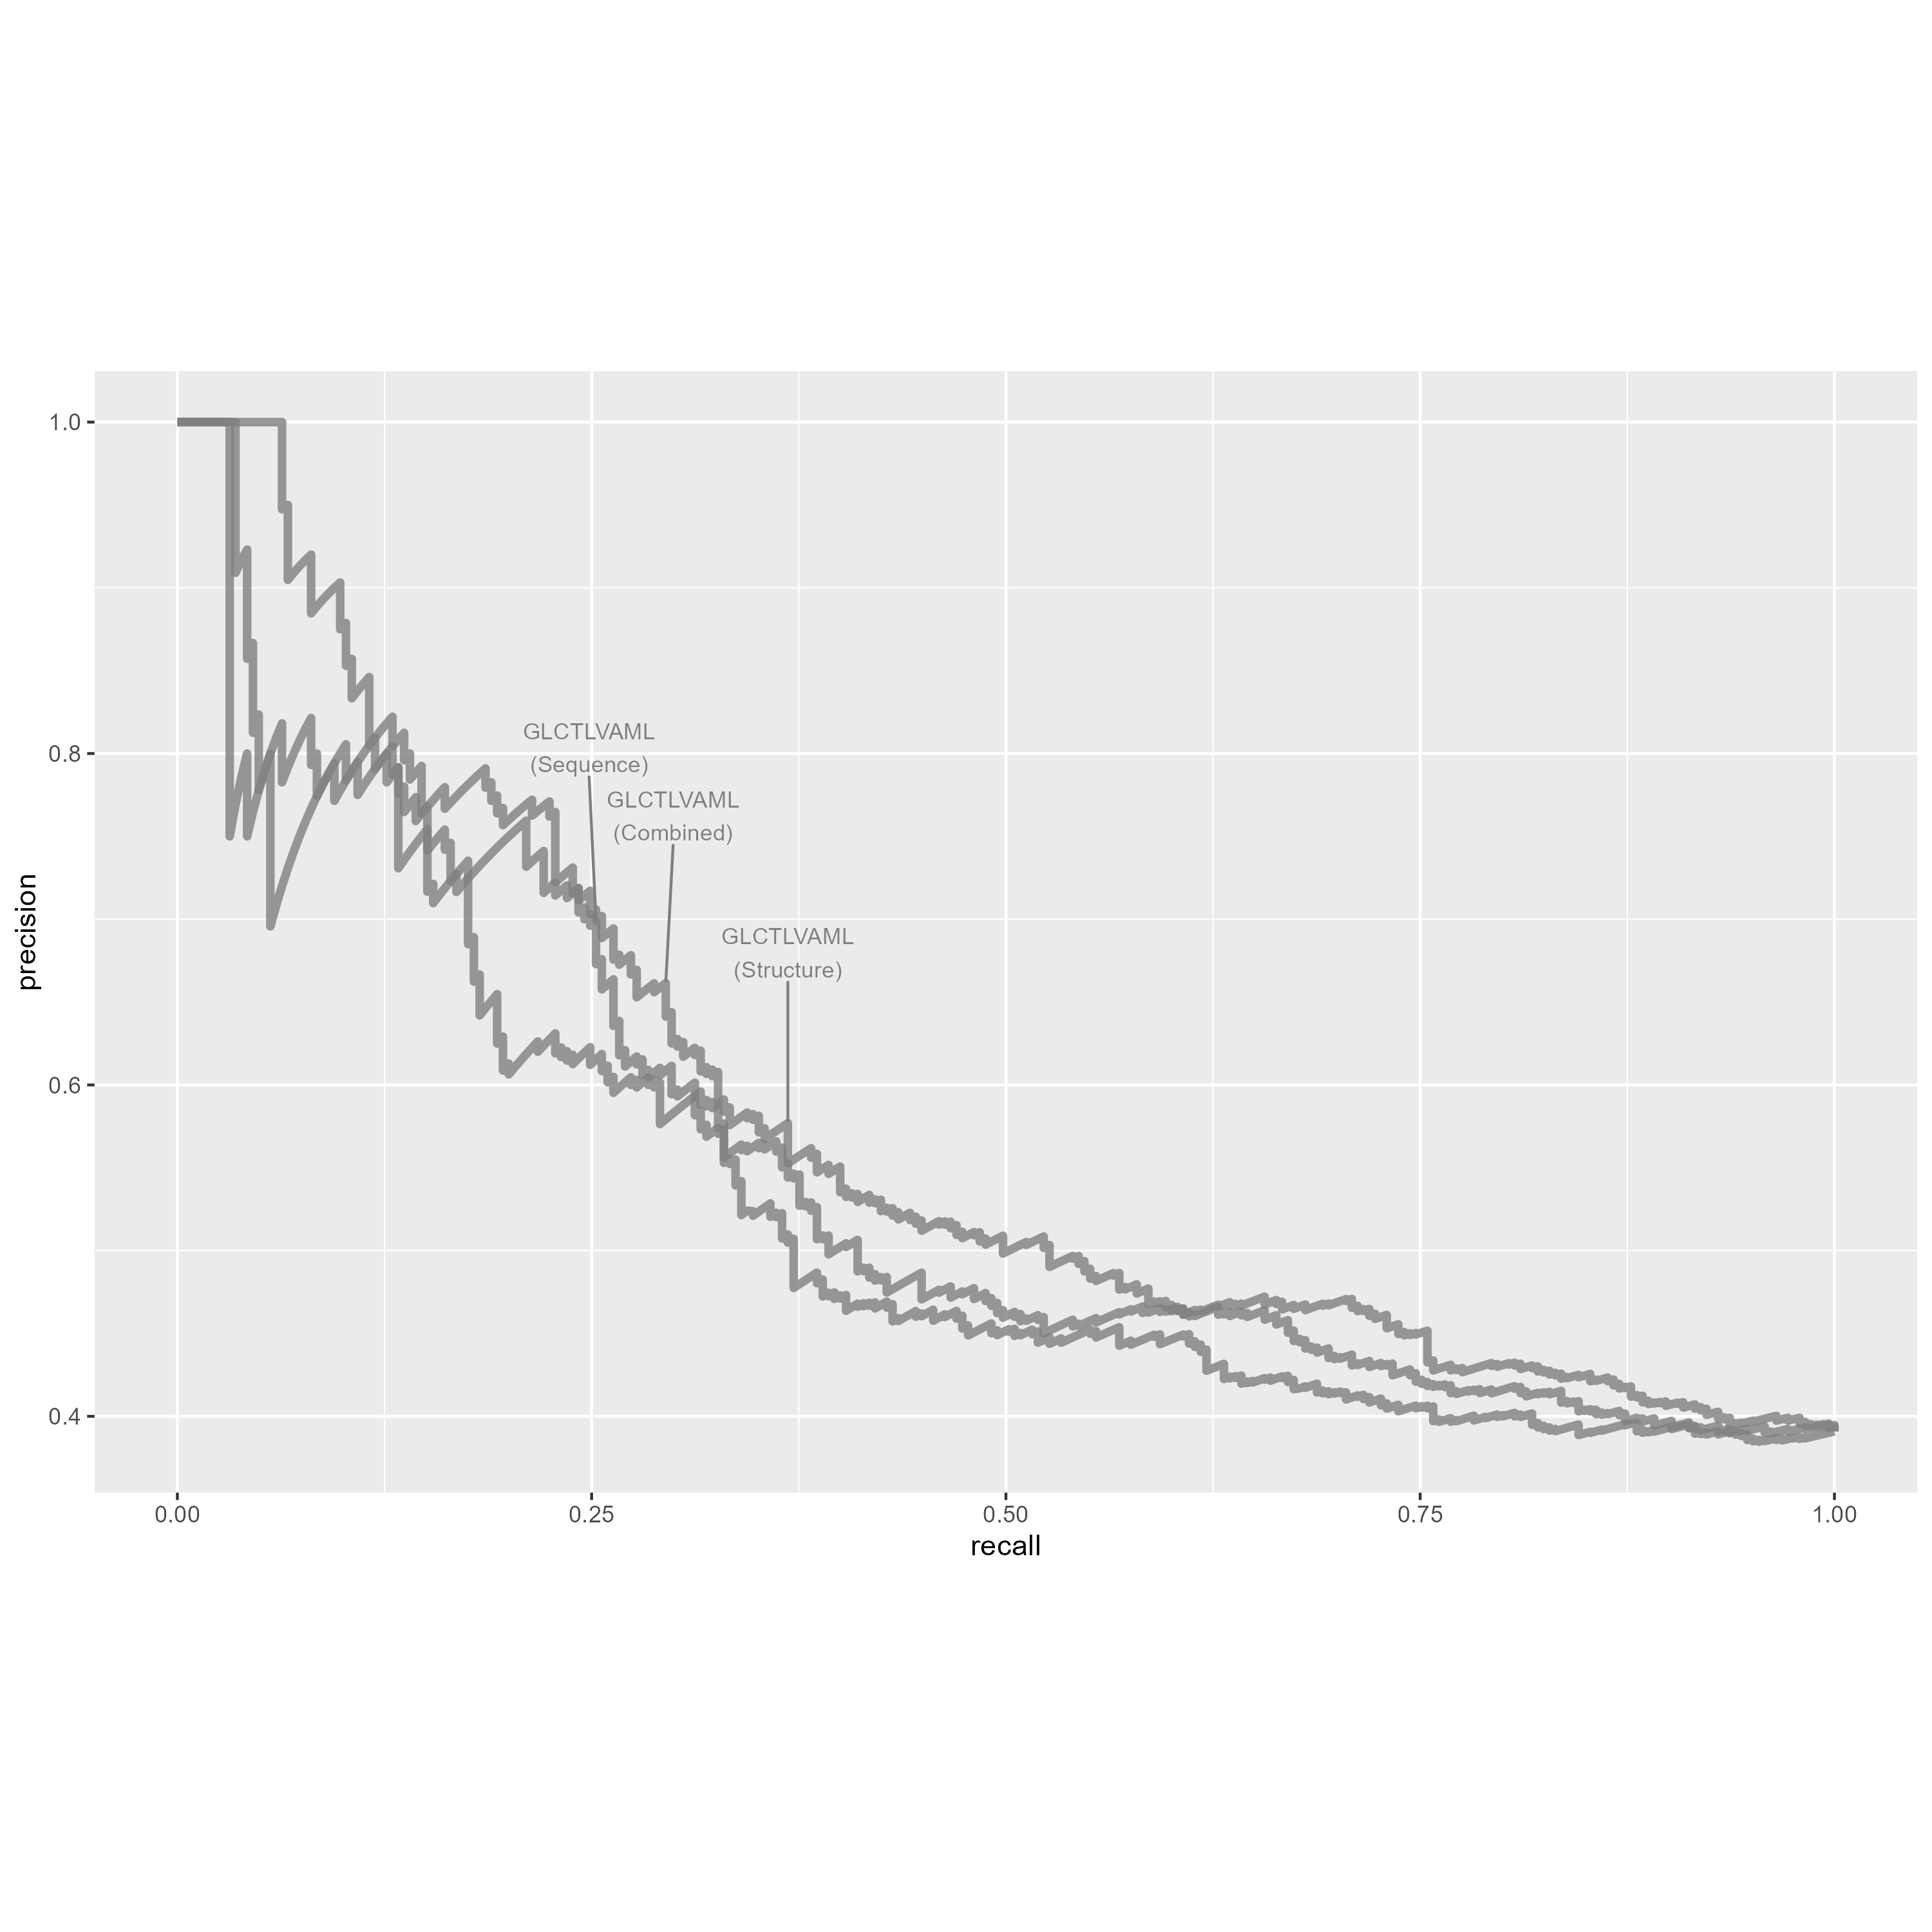 1.0
0.8
0.6
0.4
precision
GLCTLVAML
(Sequence)
GLCTLVAML
(Combined)
GLCTLVAML
(Structure)
0.00
0.25
0.50
0.75
1.00
recall